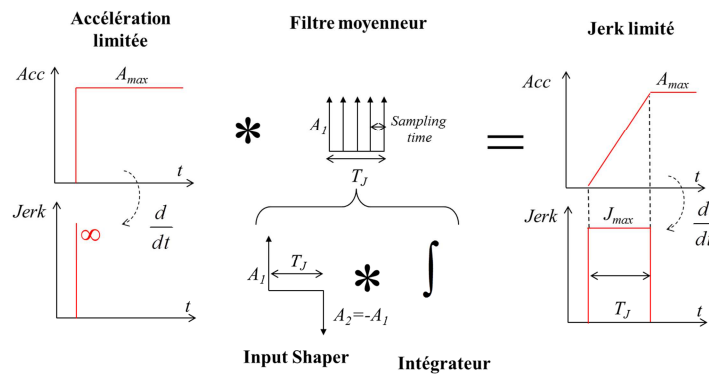 Accélération
limitée
Filtre moyenneur
Jerk limité
Acc
A_max
t
Jerk
∞
d
dt
t
*
A_1
Sampling
time
T_J
A_1
T_J
A_2=-A_1
*
∫
Input Shaper
Intégrateur
=
Acc
A_max
t
Jerk
J_max
d
dt
T_J
t